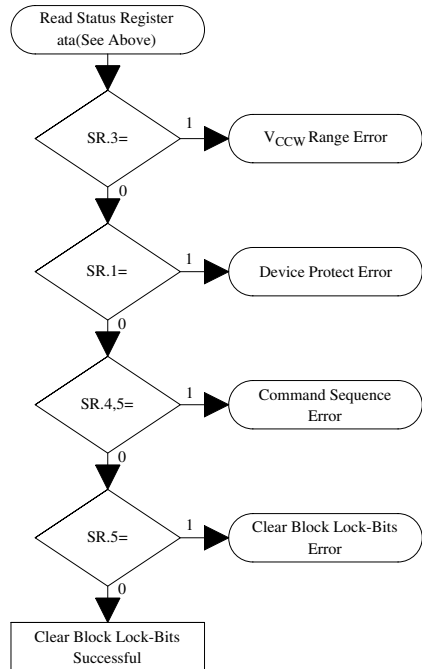 Read Status Register
ata(See Above)
SR.3=
1
V_CCW Range Error
0
SR.1=
1
Device Protect Error
0
SR.4,5=
1
Command Sequence
Error
0
SR.5=
1
Clear Block Lock-Bits
Error
0
Clear Block Lock-Bits
Successful